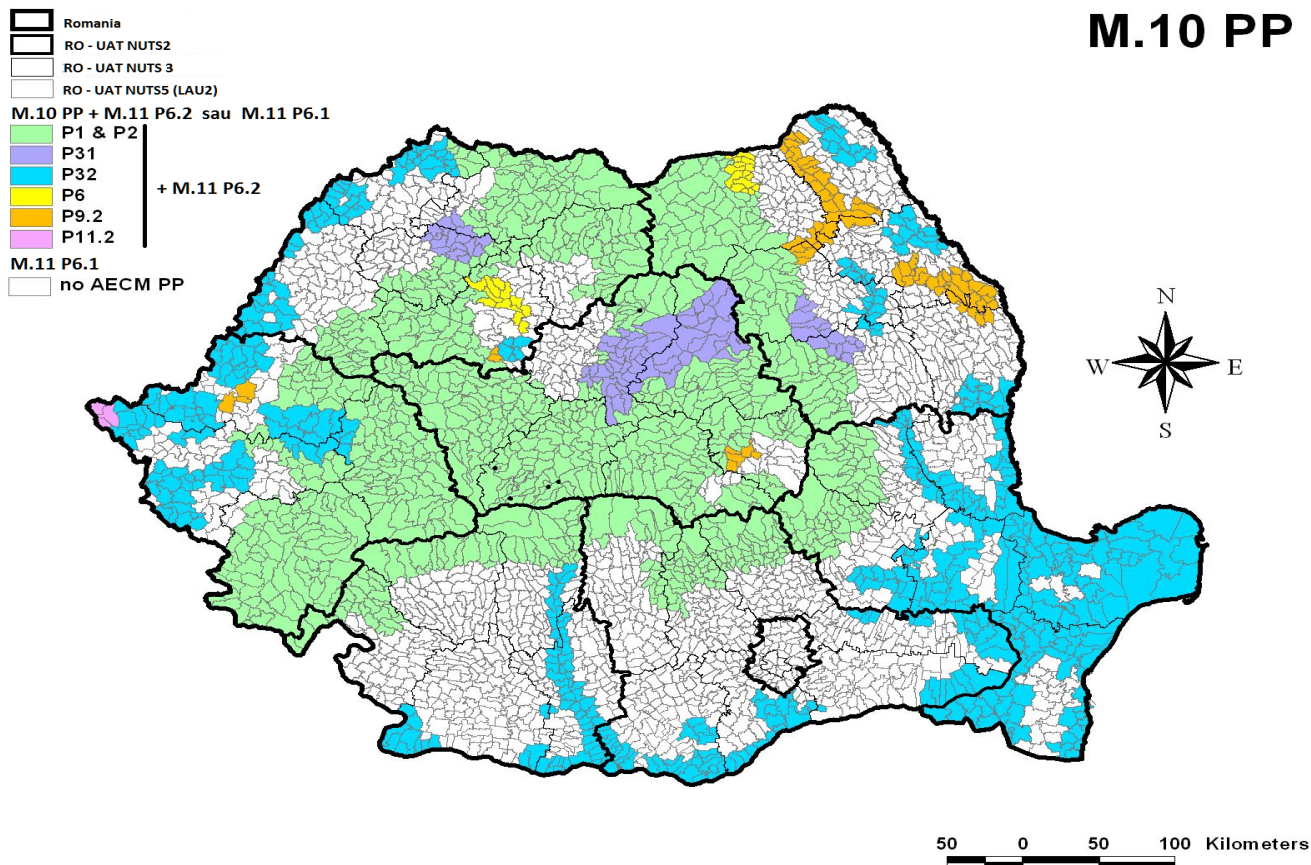 M.10 PP
Romania
RO - UAT NUTS2
RO - UAT NUTS 3
RO - UAT NUTS5 (LAU2)
M.10 PP + M.11 P6.2 sau M.11 P6.1
P1 & P2
P31
P32
P6
P9.2
P11.2
+ M.11 P6.2
M.11 P6.1
no AECM PP
N
W E
S
50 0 50 100 Kilometers